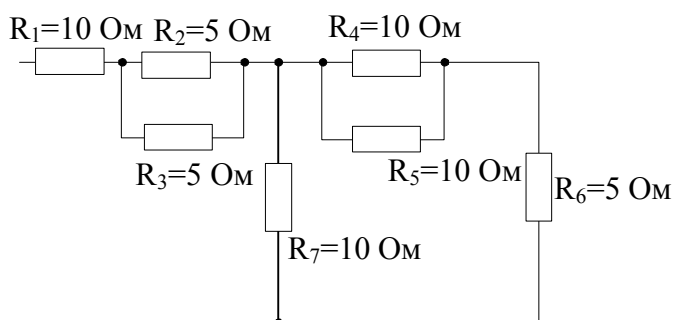 R₁=10 Ом
R₂=5 Ом
R₄=10 Ом
R₃=5 Ом
R₅=10 Ом
R₆=5 Ом
R₇=10 Ом